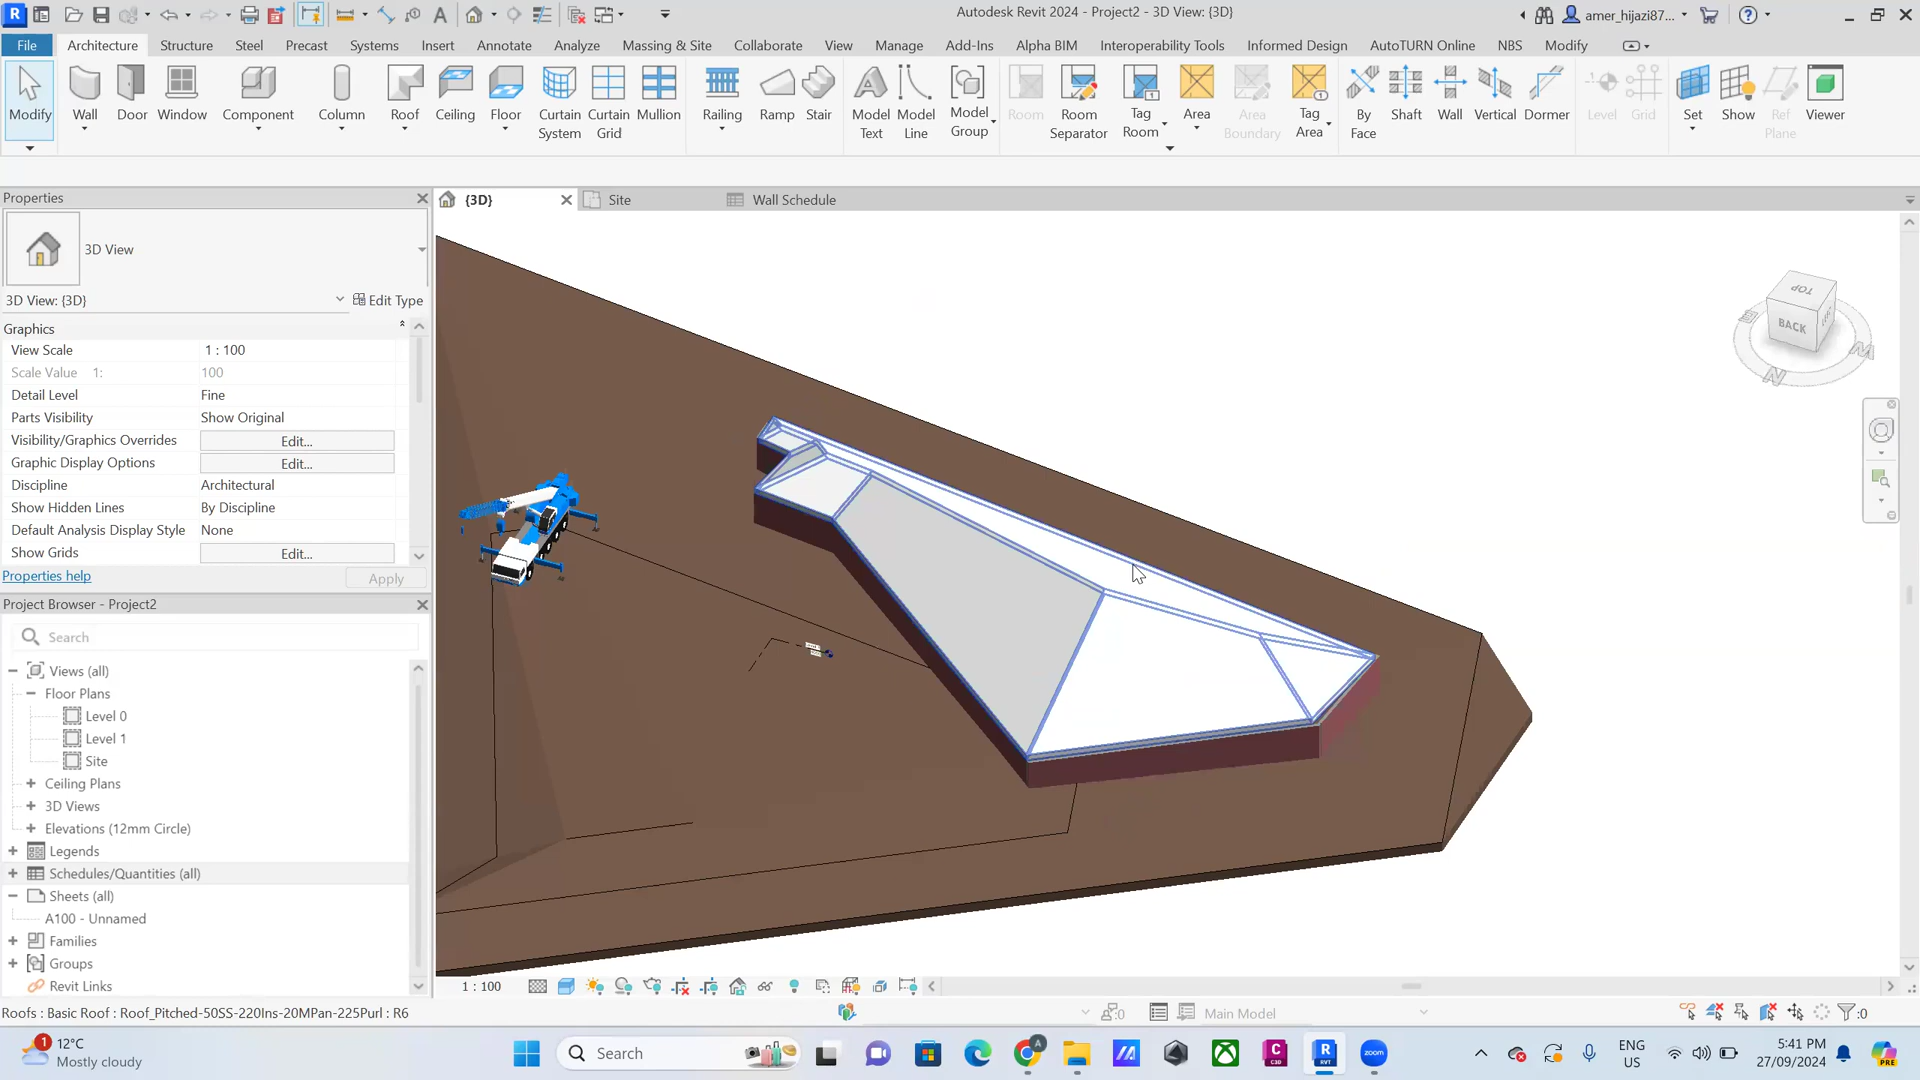 Autodesk Revit 2024 - Project2 - 3D View: {3D}
amer_hijazi87...
File
Architecture
Structure
Steel
Precast
Systems
Insert
Annotate
Analyze
Massing & Site
Collaborate
View
Manage
Add-Ins
Alpha BIM
Interoperability Tools
Informed Design
AutoTURN Online
NBS
Modify
Modify
Wall
Door
Window
Component
Column
Roof
Ceiling
Floor
Curtain
System
Curtain
Grid
Mullion
Railing
Ramp
Stair
Model
Text
Model
Line
Model
Group
Room
Room
Separator
Tag
Room
Area
Area
Boundary
Tag
Area
By
Face
Shaft
Wall
Vertical
Dormer
Level
Grid
Set
Show
Ref
Plane
Viewer
Properties
{3D}
Site
Wall Schedule
3D View
3D View: {3D}
Edit Type
Graphics
View Scale
1 : 100
Scale Value 1:
100
Detail Level
Fine
Parts Visibility
Show Original
Visibility/Graphics Overrides
Edit...
Graphic Display Options
Edit...
Discipline
Architectural
Show Hidden Lines
By Discipline
Default Analysis Display Style
None
Show Grids
Edit...
Properties help
Apply
TOP
BACK
N
Project Browser - Project2
Search
Views (all)
Floor Plans
Level 0
Level 1
Site
Ceiling Plans
3D Views
Elevations (12mm Circle)
Legends
Schedules/Quantities (all)
Sheets (all)
A100 - Unnamed
Families
Groups
Revit Links
1 : 100
Roofs : Basic Roof : Roof_Pitched-50SS-220Ins-20MPan-225Purl : R6
:0
Main Model
:0
1
12°C
Mostly cloudy
Search
A
C
C3D
R
RVT
zoom
ENG
US
5:41 PM
27/09/2024
PRE